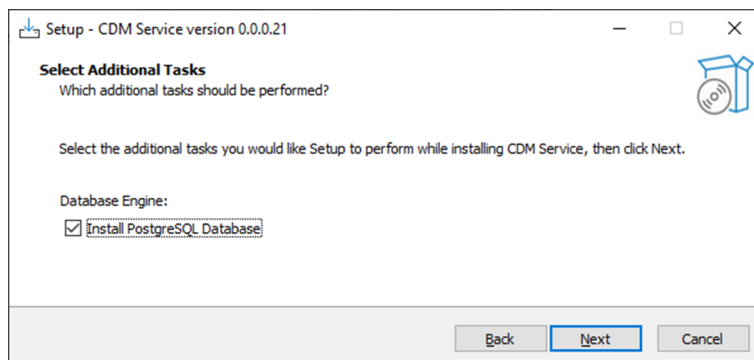 Setup - CDM Service version 0.0.0.21
Select Additional Tasks
Which additional tasks should be performed?
Select the additional tasks you would like Setup to perform while installing CDM Service, then click Next.
Database Engine:
Install PostgreSQL Database
Back
Next
Cancel